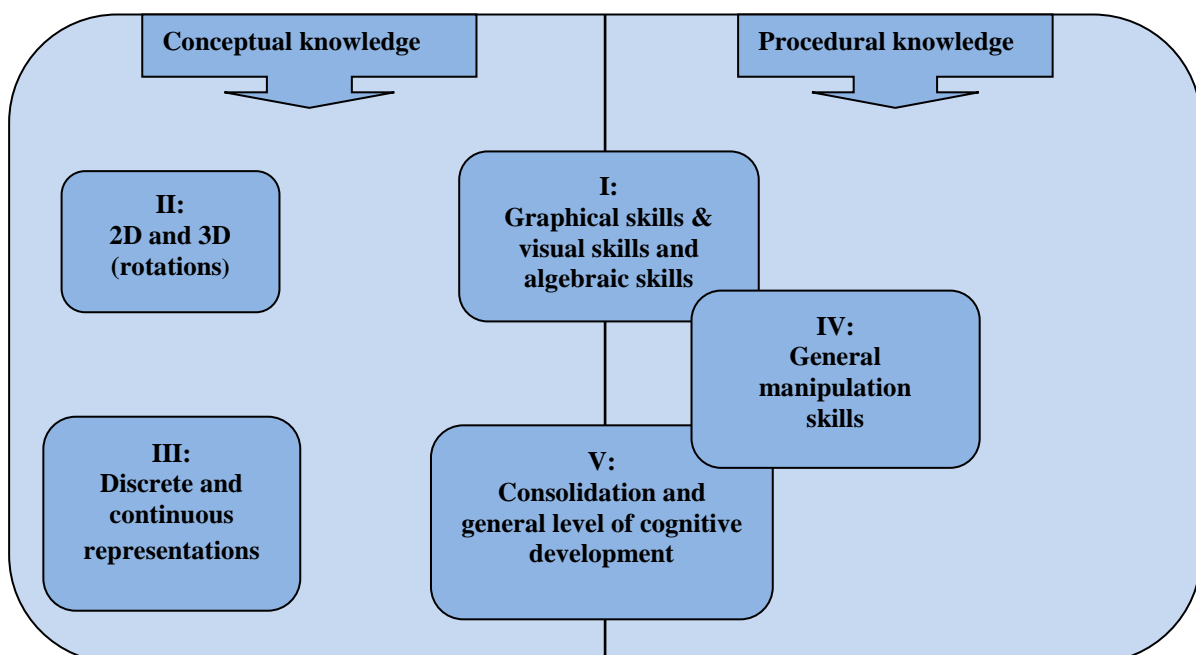 Conceptual knowledge
Procedural knowledge
I:
Graphical skills &
visual skills and
algebraic skills
II:
2D and 3D
(rotations)
IV:
General
manipulation
skills
III:
Discrete and
continuous
representations
V:
Consolidation and
general level of cognitive
development